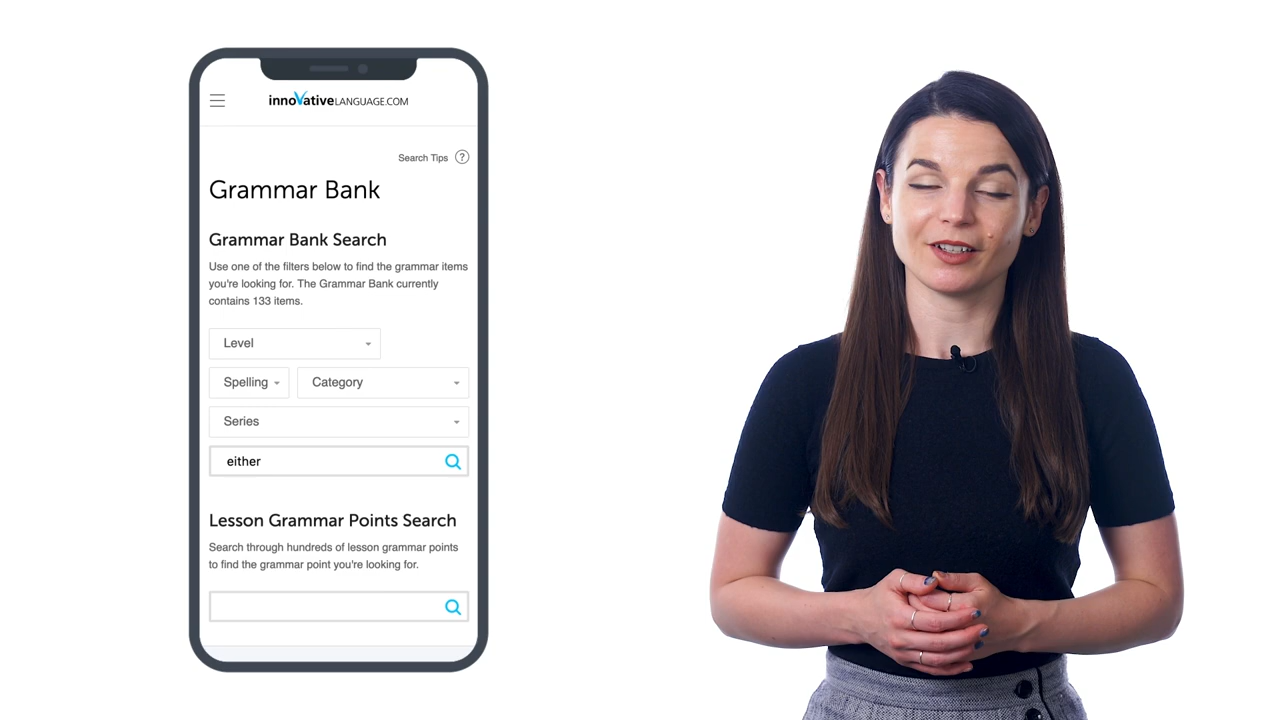 innoVativeLANGUAGE.COM
Search Tips ?
Grammar Bank
Grammar Bank Search
Use one of the filters below to find the grammar items
you're looking for. The Grammar Bank currently
contains 133 items.
Level
Spelling
Category
Series
either
Lesson Grammar Points Search
Search through hundreds of lesson grammar points
to find the grammar point you're looking for.